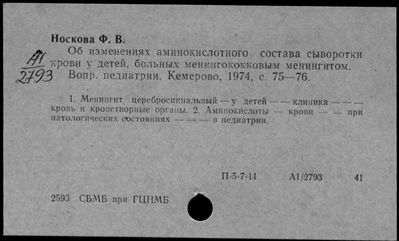 Носкова Ф. В.
Об изменениях аминокислотного состава сыворотки
крови у детей, больных менингококковым менингитом.
Вопр. педиатрии. Кемерово, 1974, с. 75—76.
А1
2793
1. Менингит цереброспинальный — у детей — — клиника — — —
кровь и кроветворные органы. 2. Аминокислоты — крови — — при
патологических состояниях — — — в педиатрии.
П-5-7-11 А1/2793 41
2593 СБМБ при ГЦНМБ